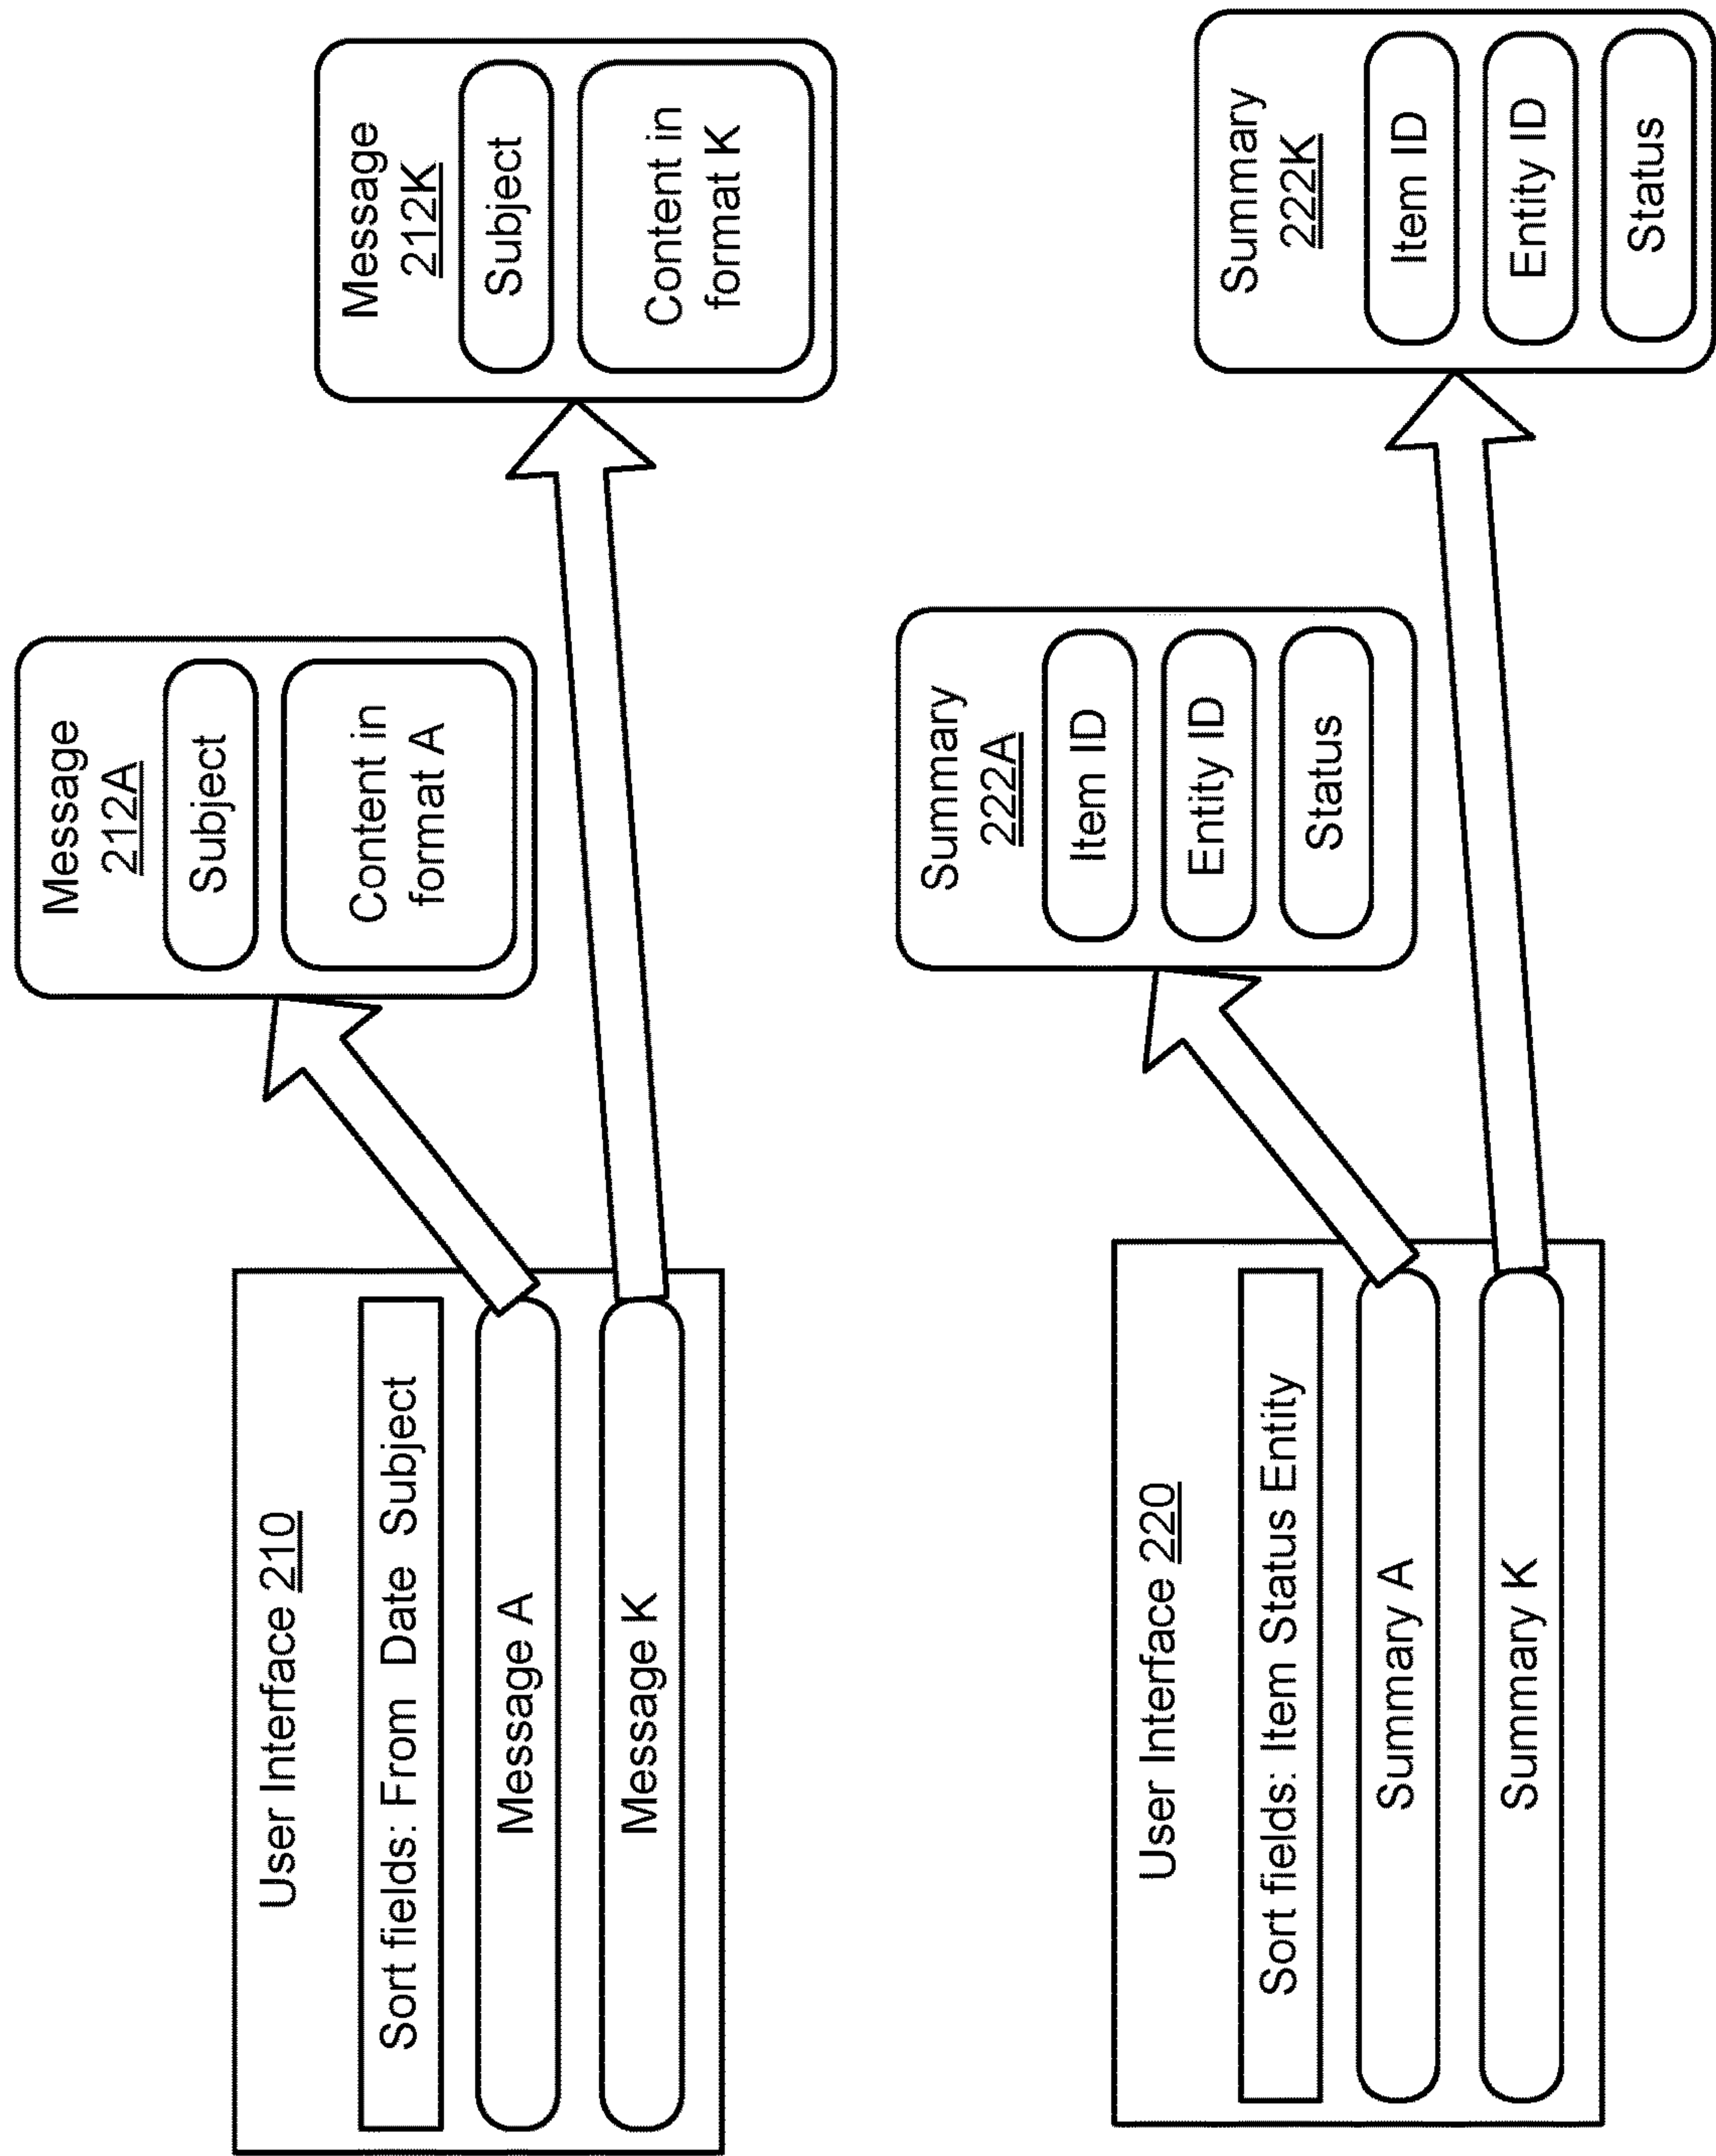 User Interface 210
Sort fields: From Date Subject
Message A
Message K
Message
212A
Subject
Content in
format A
Message
212K
Subject
Content in
format K
User Interface 220
Sort fields: Item Status Entity
Summary A
Summary K
Summary
222A
Item ID
Entity ID
Status
Summary
222K
Item ID
Entity ID
Status